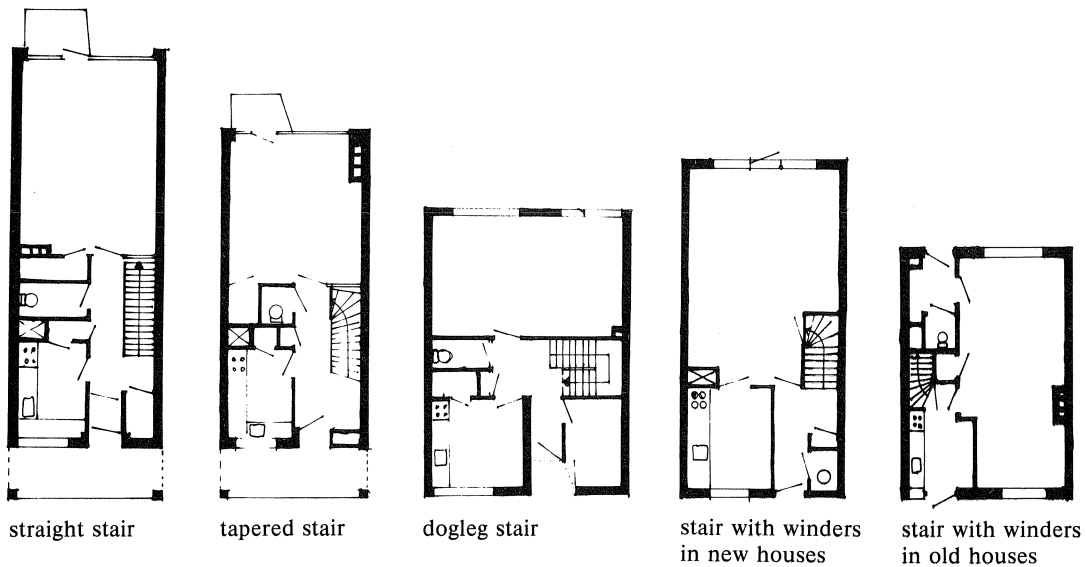 straight stair
tapered stair
dogleg stair
stair with winders
in new houses
stair with winders
in old houses